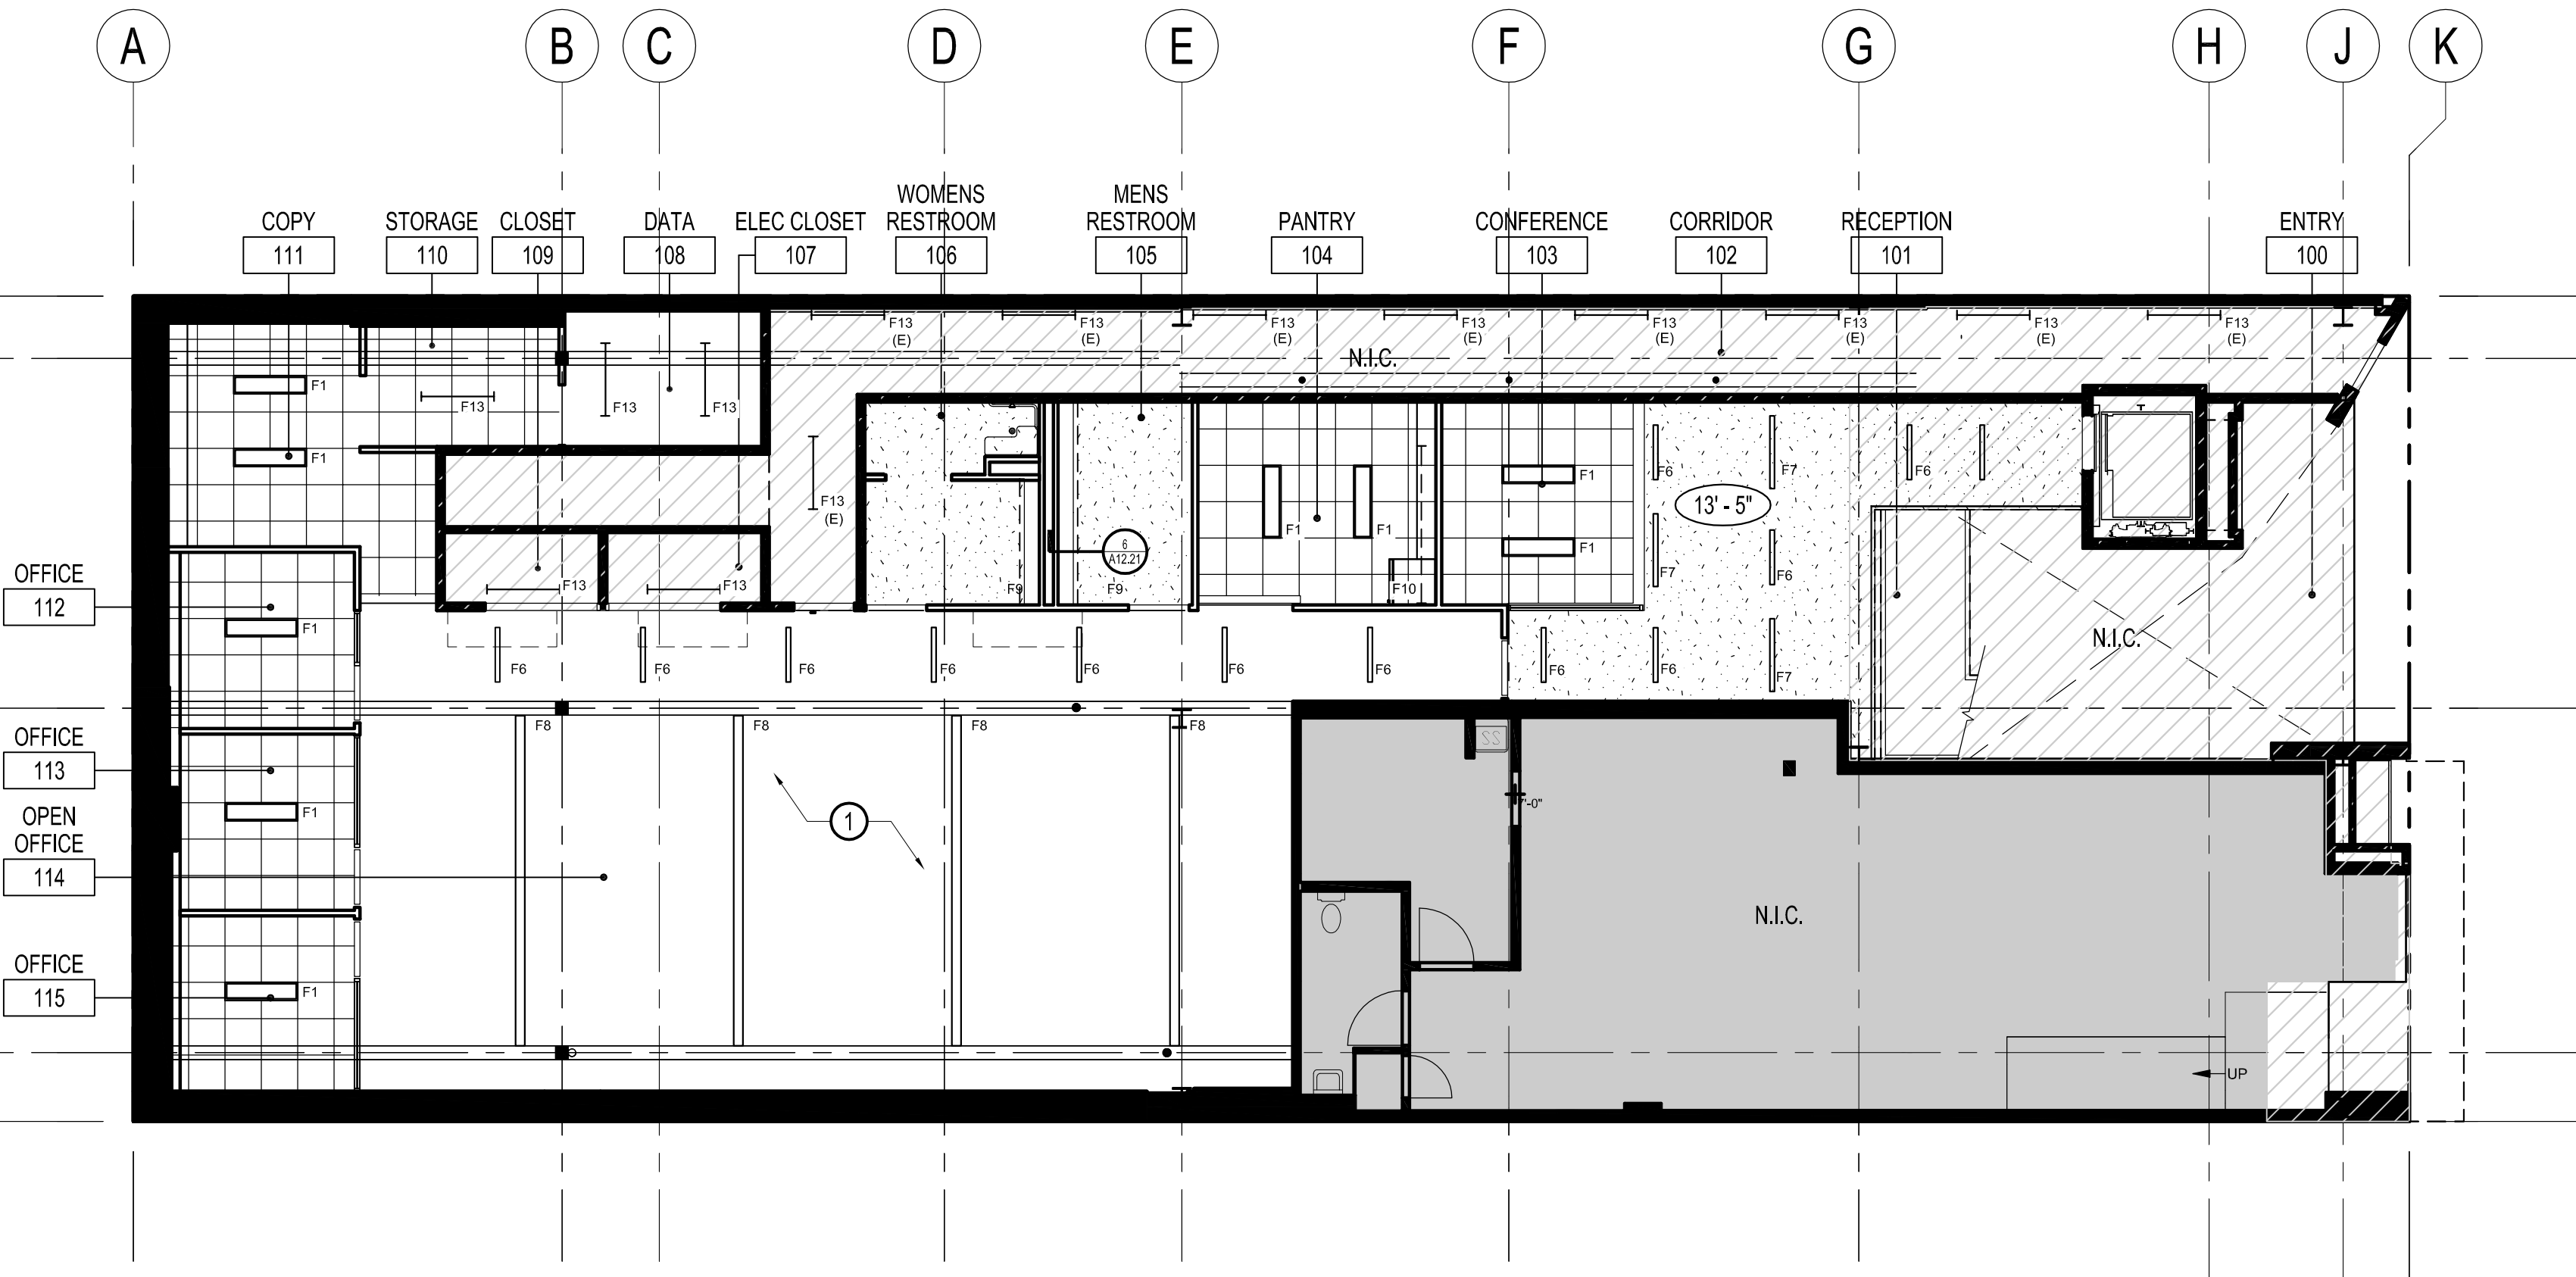 A B C D E F G H J K
WOMENS MENS
COPY STORAGE CLOSET DATA ELEC CLOSET RESTROOM RESTROOM PANTRY CONFERENCE CORRIDOR RECEPTION ENTRY
111 110 109 108 107 106 105 104 103 102 101 100
F13 F13 F13 F13 F13 F13 F13 F13
(E) (E) (E) (E) (E) (E) (E) (E)
N.I.C.
F1
F13 F13 F13
F1 F6 F7 F6
F1
F13 13' - 5"
(E)
F1 F1 F1
6
A12.21
OFFICE
112
F13 F13 F9 F9 F10 F7 F6
F1
N.I.C.
F6 F6 F6 F6 F6 F6 F6 F6 F6 F7
F8 F8 F8 F8
OFFICE
113
SS
7'-0"
F1
1
OPEN
OFFICE
114
N.I.C.
OFFICE
115
F1
UP